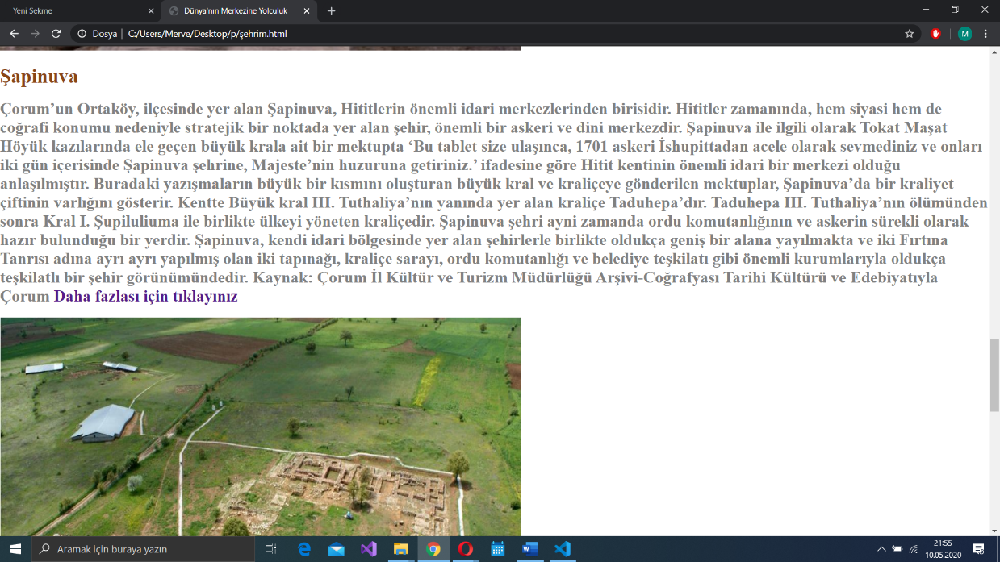 Yeni Sekme
Dünya'nın Merkezine Yolculuk
Dosya
C:/Users/Merve/Desktop/p/şehrim.html
M
Şapinuva
Çorum’un Ortaköy, ilçesinde yer alan Şapinuva, Hititlerin önemli idari merkezlerinden birisidir. Hititler zamanında, hem siyasi hem de
coğrafi konumu nedeniyle stratejik bir noktada yer alan şehir, önemli bir askeri ve dini merkezdir. Şapinuva ile ilgili olarak Tokat Maşat
Höyük kazılarında ele geçen büyük krala ait bir mektupta ‘Bu tablet size ulaşınca, 1701 askeri İshupittadan acele olarak sevmediniz ve onları
iki gün içerisinde Şapinuva şehrine, Majeste’nin huzuruna getiriniz.’ ifadesine göre Hitit kentinin önemli idari bir merkezi olduğu
anlaşılmıştır. Buradaki yazışmaların büyük bir kısmını oluşturan büyük kral ve kraliçeye gönderilen mektuplar, Şapinuva’da bir kraliyet
çiftinin varlığını gösterir. Kentte Büyük kral III. Tuthaliya’nın yanında yer alan kraliçe Taduhepa’dır. Taduhepa III. Tuthaliya’nın ölümünden
sonra Kral I. Şupiluliuma ile birlikte ülkeyi yöneten kraliçedir. Şapinuva şehri ayni zamanda ordu komutanlığının ve askerin sürekli olarak
hazır bulunduğu bir yerdir. Şapinuva, kendi idari bölgesinde yer alan şehirlerle birlikte oldukça geniş bir alana yayılmakta ve iki Fırtına
Tanrısı adına ayrı ayrı yapılmış olan iki tapınağı, kraliçe sarayı, ordu komutanlığı ve belediye teşkilatı gibi önemli kurumlarıyla oldukça
teşkilatlı bir şehir görünümündedir. Kaynak: Çorum İl Kültür ve Turizm Müdürlüğü Arşivi-Coğrafyası Tarihi Kültürü ve Edebiyatıyla
Çorum Daha fazlası için tıklayınız
Aramak için buraya yazın
21:55
10.05.2020